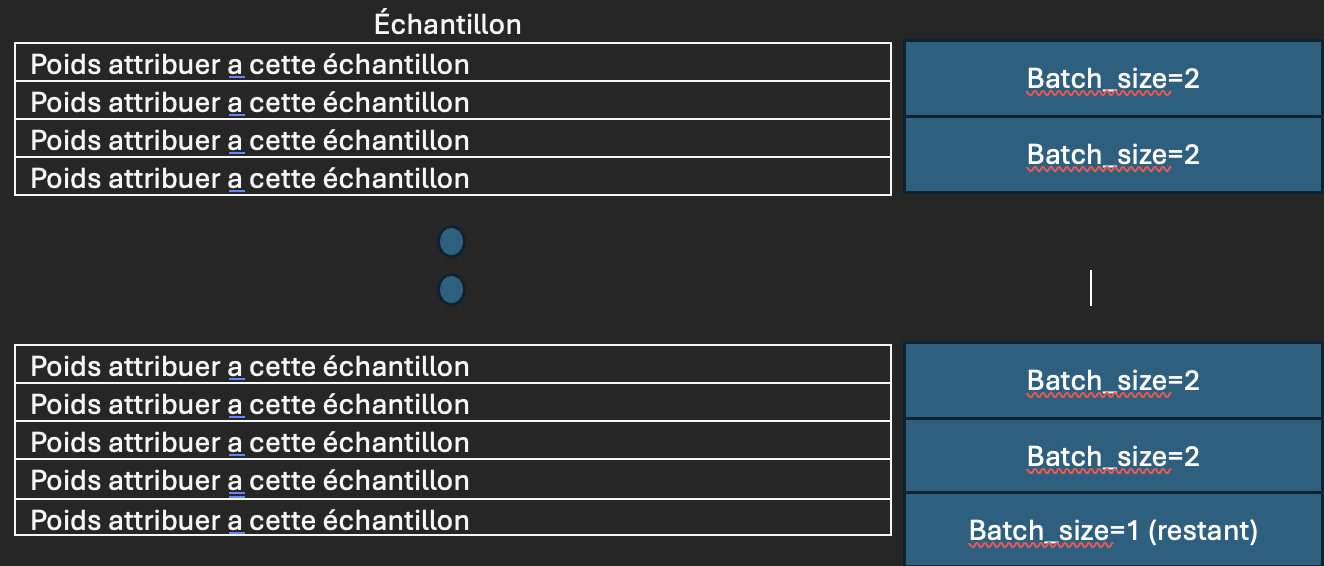 Échantillon
Poids attribuer a cette échantillon
Batch_size=2
Poids attribuer a cette échantillon
Poids attribuer a cette échantillon
Batch_size=2
Poids attribuer a cette échantillon
Poids attribuer a cette échantillon
Batch_size=2
Poids attribuer a cette échantillon
Poids attribuer a cette échantillon
Batch_size=2
Poids attribuer a cette échantillon
Poids attribuer a cette échantillon
Batch_size=1 (restant)